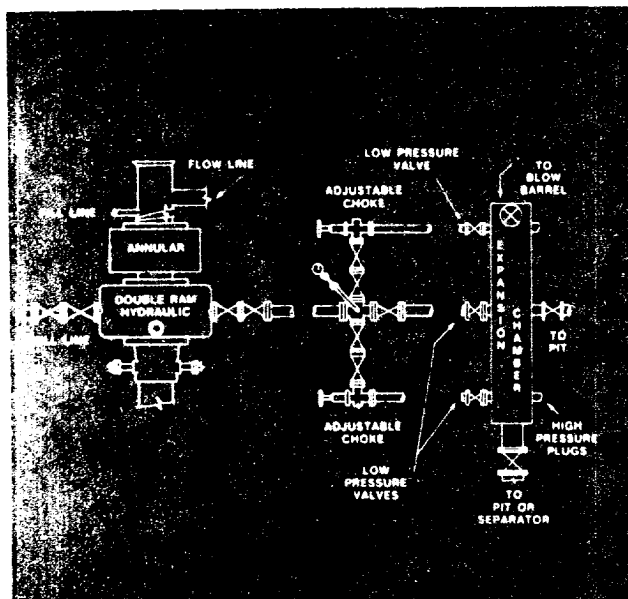 FLOW LINE
FILL LINE
ANNULAR
DOUBLE RAM
HYDRAULIC
LINE
LOW PRESSURE
VALVE
ADJUSTABLE
CHOKE
TO
BLOW
BARREL
EXPANSION
CHAMBER
TO
PIT
ADJUSTABLE
CHOKE
LOW
PRESSURE
VALVES
HIGH
PRESSURE
PLUGS
TO
PIT OR
SEPARATOR